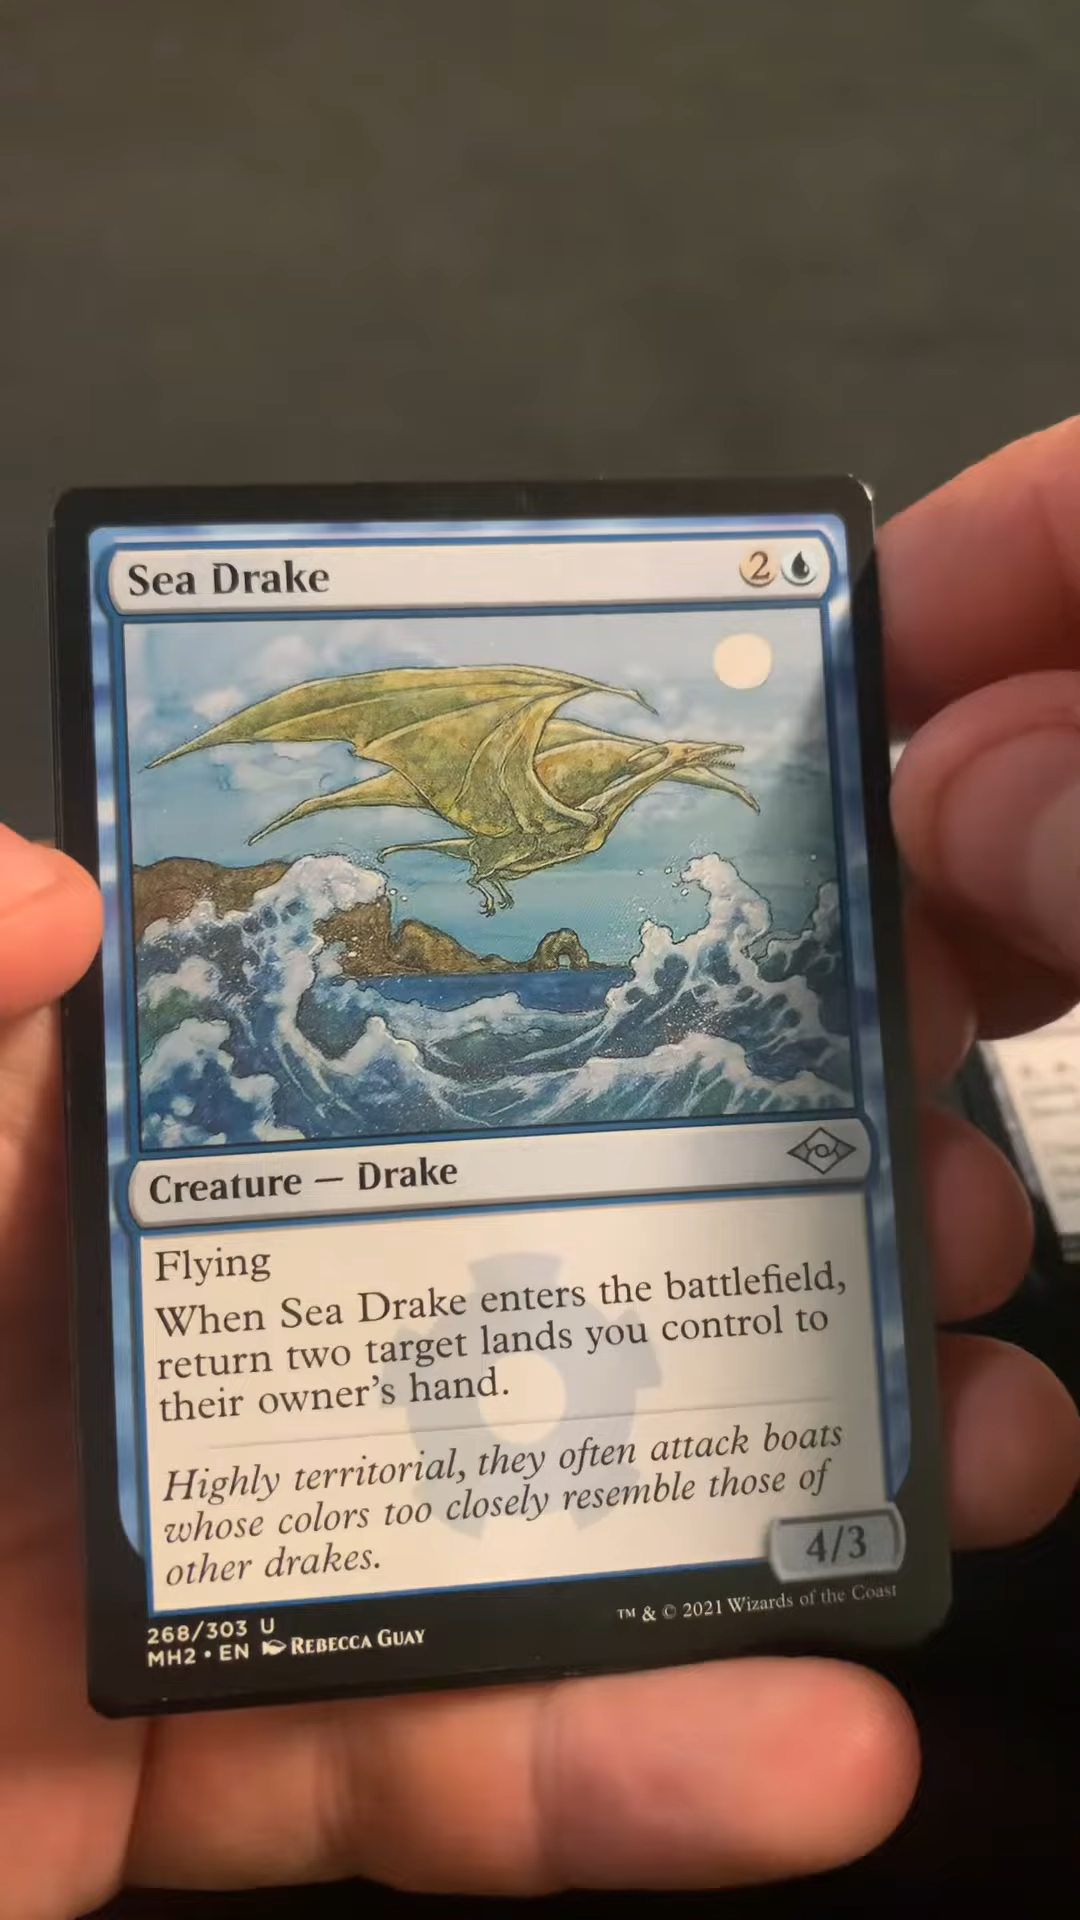 Sea Drake 2
Creature — Drake
Flying
When Sea Drake enters the battlefield,
return two target lands you control to
their owner's hand.
Highly territorial, they often attack boats
whose colors too closely resemble those of
other drakes.
4/3
268/303 U
MH2 • EN REBECCA GUAY
™ & © 2021 Wizards of the Coast